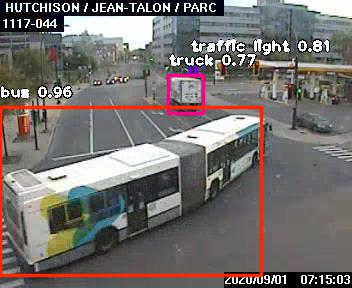 HUTCHISON / JEAN-TALON / PARC
1117-044
traffic light 0.81
truck 0.77
bus 0.96
2020/09/01 07:15:03